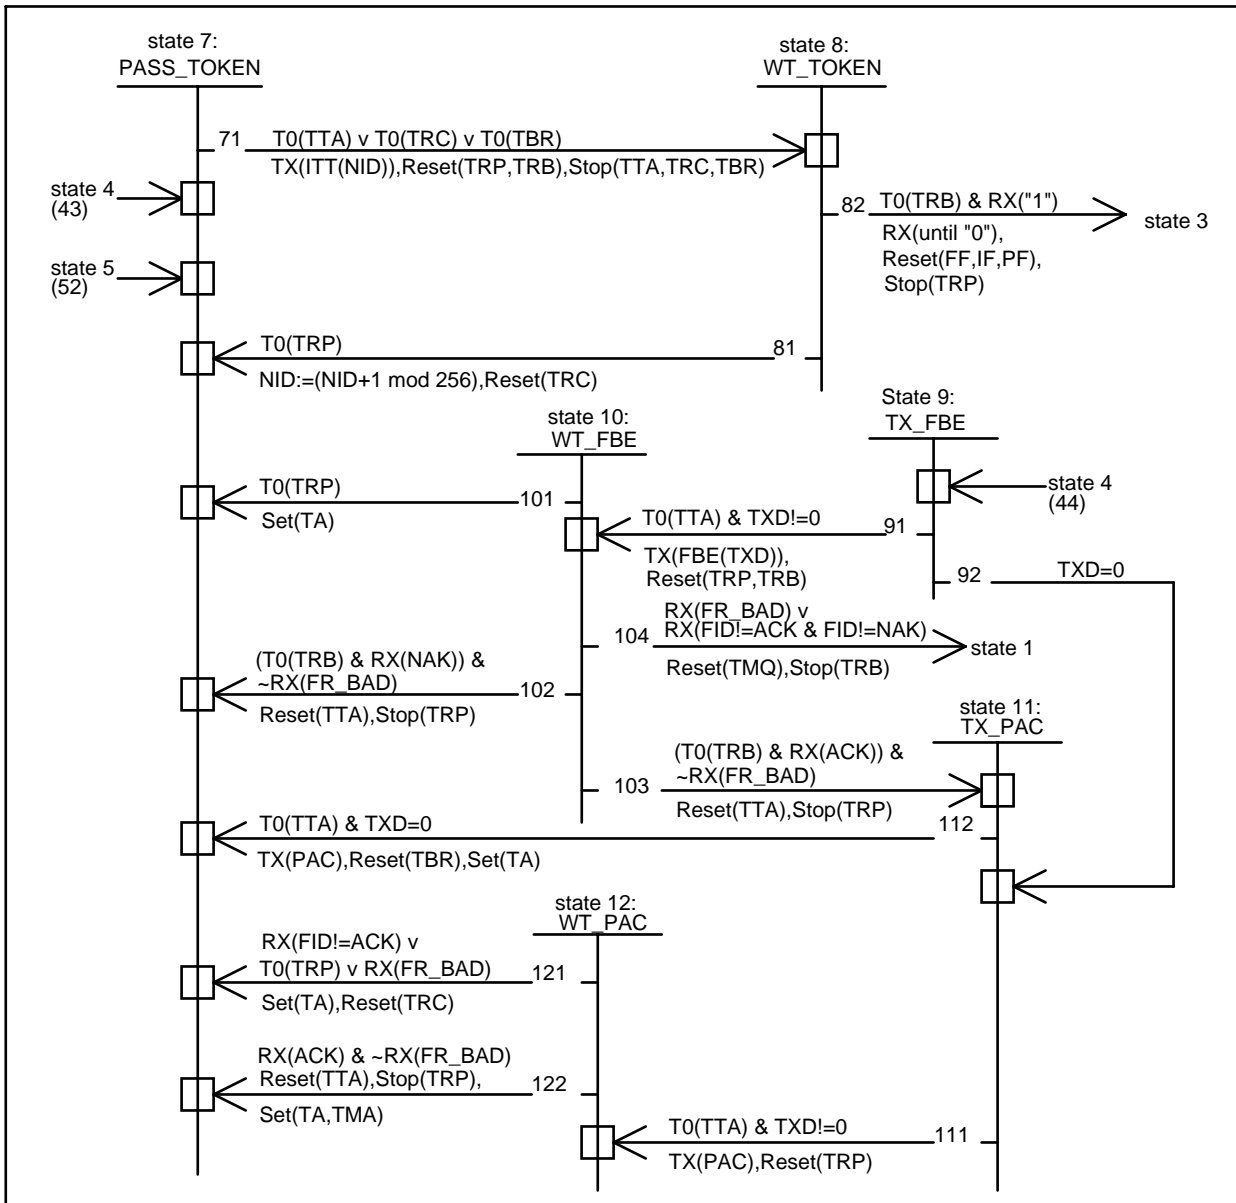 state 7:
PASS_TOKEN
state 8:
WT_TOKEN
71
T0(TTA) v T0(TRC) v T0(TBR)
TX(ITT(NID)),Reset(TRP,TRB),Stop(TTA,TRC,TBR)
state 4
(43)
82
T0(TRB) & RX("1")
state 3
RX(until "0"),
Reset(FF,IF,PF),
Stop(TRP)
state 5
(52)
T0(TRP)
81
NID:=(NID+1 mod 256),Reset(TRC)
state 10:
WT_FBE
State 9:
TX_FBE
T0(TRP)
101
Set(TA)
state 4
(44)
T0(TTA) & TXD!=0
91
TX(FBE(TXD)),
Reset(TRP,TRB)
92
TXD=0
RX(FR_BAD) v
104
RX(FID!=ACK & FID!=NAK)
state 1
Reset(TMQ),Stop(TRB)
(T0(TRB) & RX(NAK)) &
~RX(FR_BAD)
102
Reset(TTA),Stop(TRP)
state 11:
TX_PAC
(T0(TRB) & RX(ACK)) &
103
~RX(FR_BAD)
Reset(TTA),Stop(TRP)
T0(TTA) & TXD=0
112
TX(PAC),Reset(TBR),Set(TA)
state 12:
WT_PAC
RX(FID!=ACK) v
T0(TRP) v RX(FR_BAD)
121
Set(TA),Reset(TRC)
RX(ACK) & ~RX(FR_BAD)
Reset(TTA),Stop(TRP),
122
Set(TA,TMA)
T0(TTA) & TXD!=0
111
TX(PAC),Reset(TRP)